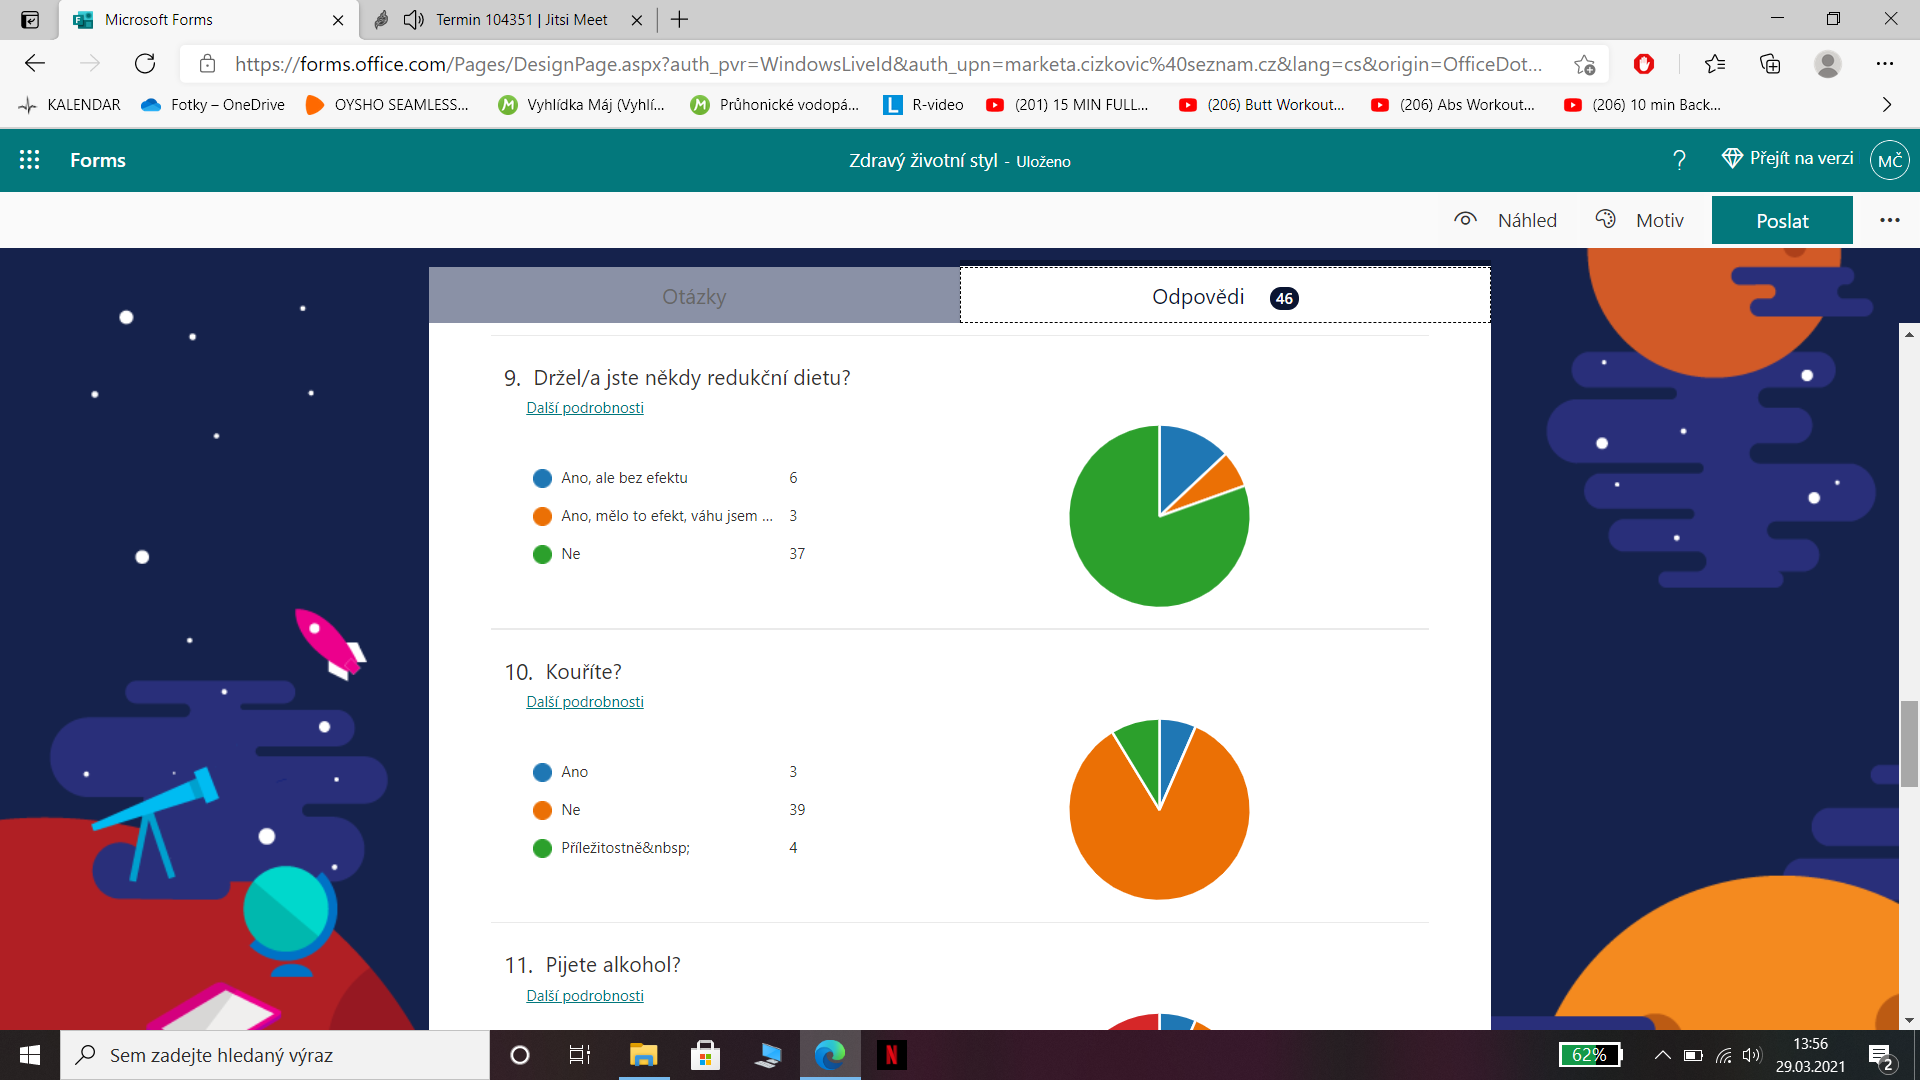 Microsoft Forms
Termin 104351 | Jitsi Meet
https://forms.office.com/Pages/DesignPage.aspx?auth_pvr=WindowsLiveId&auth_upn=marketa.cizkovic%40seznam.cz&lang=cs&origin=OfficeDot...
KALENDAR
Fotky – OneDrive
OYSHO SEAMLESS...
Vyhlídka Máj (Vyhlí...
Průhonické vodopá...
R-video
(201) 15 MIN FULL...
(206) Butt Workout...
(206) Abs Workout...
(206) 10 min Back...
Forms
Zdravý životní styl - Uloženo
?
Přejít na verzi
MČ
Náhled
Motiv
Poslat
Otázky
Odpovědi 46
9. Držel/a jste někdy redukční dietu?
Další podrobnosti
Ano, ale bez efektu 6
Ano, mělo to efekt, váhu jsem ... 3
Ne 37
10. Kouříte?
Další podrobnosti
Ano 3
Ne 39
Příležitostně&nbsp; 4
11. Pijete alkohol?
Další podrobnosti
Sem zadejte hledaný výraz
N
62%
13:56
29.03.2021
2